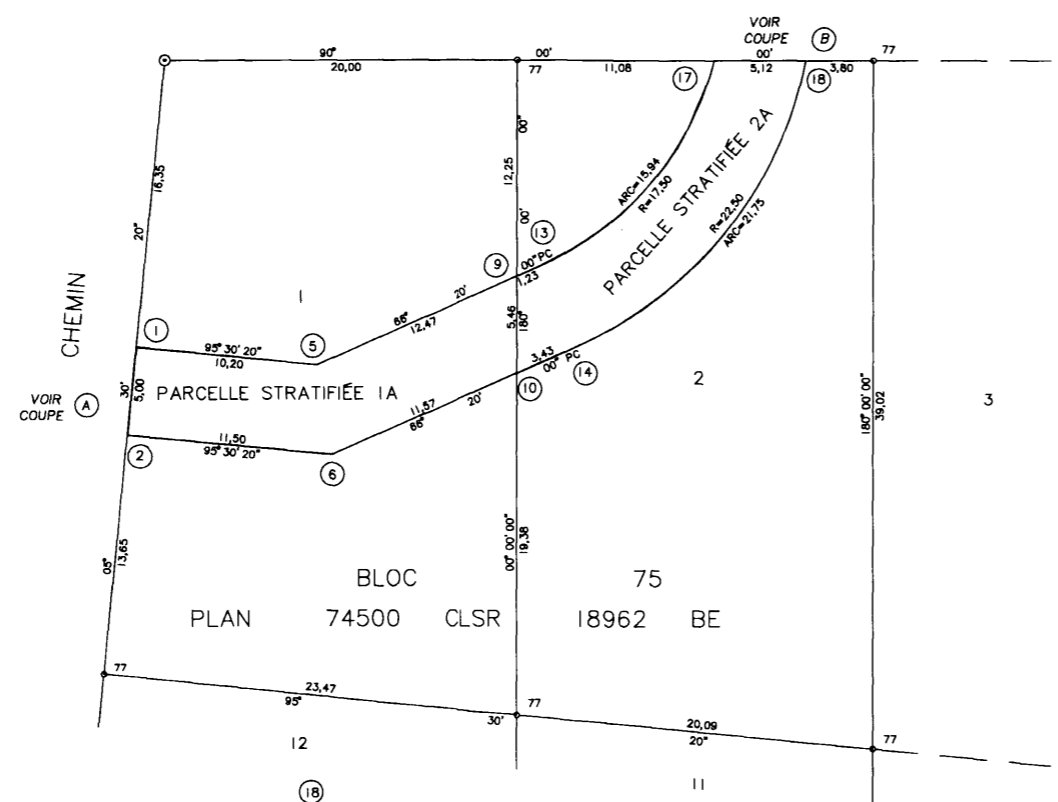 VOIR
COUPE B
90° 00' 00' 77
20,00 77 11,08 17 5,12 18 3,80
16,35
20"
00"
12,25
00'
ARC=15,94
R=17,50
PARCELLE STRATIFIÉE 2A
R=22,50
ARC=21,75
13
9 00" PC
1,23
20'
66°
12,47
1
5,46
180°
CHEMIN
1
95° 30' 20"
10,20
5
3,43
00" PC
14
10
2
3
30'
5,00
PARCELLE STRATIFIÉE 1A
VOIR
COUPE A
11,57
66° 20'
180° 00' 00"
39,02
11,50
95° 30' 20"
2
6
00° 00' 00"
19,38
05°
13,65
BLOC 75
PLAN 74500 CLSR 18962 BE
77
23,47
95° 30'
77
20,09
20"
77
12
18
11